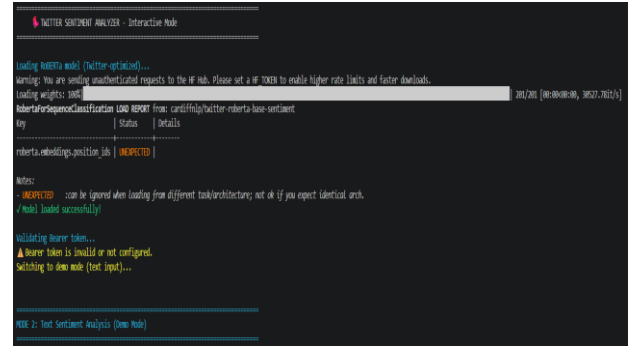 ============================================================
TWITTER SENTIMENT ANALYZER - Interactive Mode
============================================================
Loading RoBERTa model (Twitter-optimized)...
Warning: You are sending unauthenticated requests to the HF Hub. Please set a HF_TOKEN to enable higher rate limits and faster downloads.
Loading weights: 100%| | 201/201 [00:00<00:00, 30527.78it/s]
RobertaForSequenceClassification LOAD REPORT from: cardiffnlp/twitter-roberta-base-sentiment
Key | Status | Details
------------------------------+------------+--------
roberta.embeddings.position_ids | UNEXPECTED |
Notes:
- UNEXPECTED :can be ignored when loading from different task/architecture; not ok if you expect identical arch.
✓ Model loaded successfully!
Validating Bearer token...
⚠ Bearer token is invalid or not configured.
Switching to demo mode (text input)...
============================================================
MODE 2: Text Sentiment Analysis (Demo Mode)
============================================================